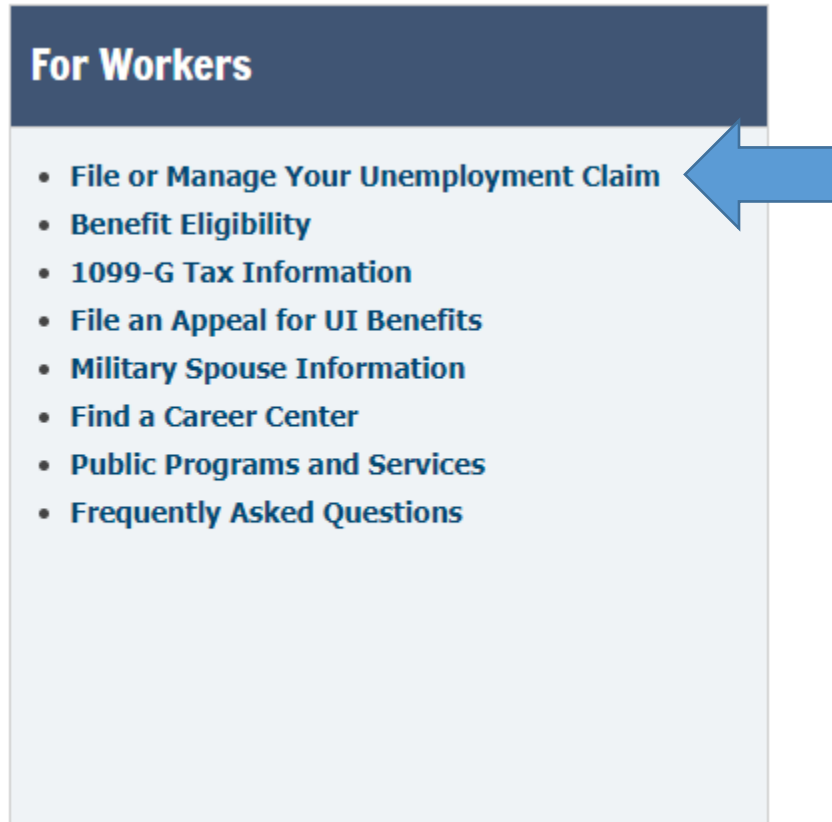 For Workers
File or Manage Your Unemployment Claim
Benefit Eligibility
1099-G Tax Information
File an Appeal for UI Benefits
Military Spouse Information
Find a Career Center
Public Programs and Services
Frequently Asked Questions